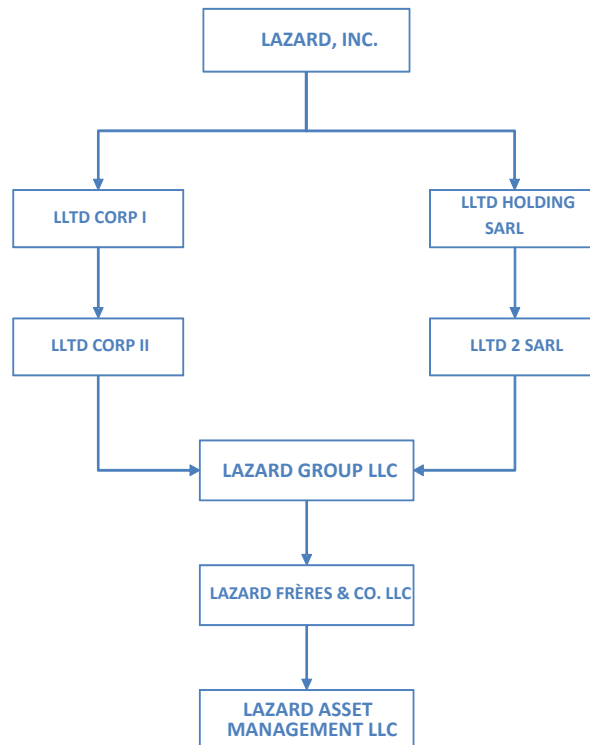 LAZARD, INC.
LLTD CORP I
LLTD HOLDING
SARL
LLTD CORP II
LLTD 2 SARL
LAZARD GROUP LLC
LAZARD FRÈRES & CO. LLC
LAZARD ASSET
MANAGEMENT LLC